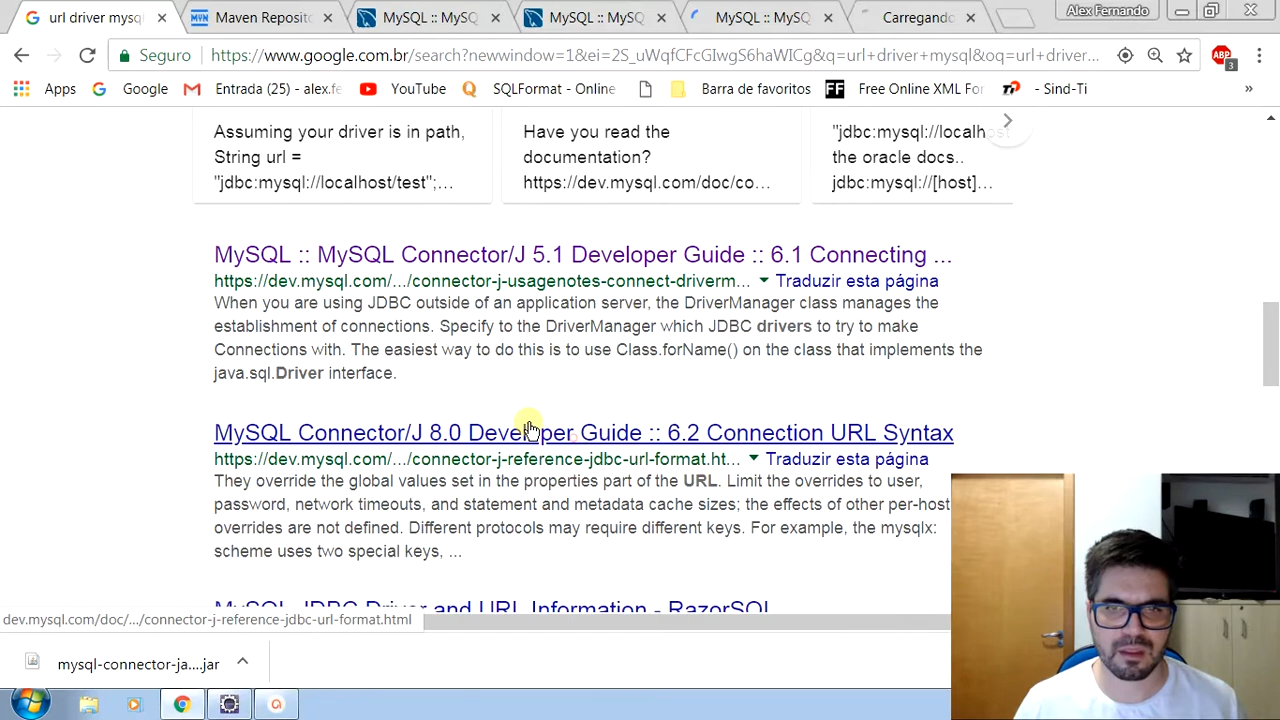 url driver mysq
Maven Reposito
MySQL :: MySQ
MySQL :: MySQ
MySQL :: MySQ
Carregando
Alex Fernando
Seguro
https://www.google.com.br/search?newwindow=1&ei=2S_uWqfCFcGIwgS6haWICg&q=url+driver+mysql&oq=url+driver...
ABP
3
Apps
Google
Entrada (25) - alex.fe
YouTube
SQLFormat - Online
Barra de favoritos
FF
Free Online XML For
- Sind-Ti
»
Assuming your driver is in path,
String url =
"jdbc:mysql://localhost/test";...
Have you read the
documentation?
https://dev.mysql.com/doc/co...
"jdbc:mysql://localhost
the oracle docs..
jdbc:mysql://[host]...
MySQL :: MySQL Connector/J 5.1 Developer Guide :: 6.1 Connecting ...
https://dev.mysql.com/.../connector-j-usagenotes-connect-driverm... Traduzir esta página
When you are using JDBC outside of an application server, the DriverManager class manages the
establishment of connections. Specify to the DriverManager which JDBC drivers to try to make
Connections with. The easiest way to do this is to use Class.forName() on the class that implements the
java.sql.Driver interface.
MySQL Connector/J 8.0 Developer Guide :: 6.2 Connection URL Syntax
https://dev.mysql.com/.../connector-j-reference-jdbc-url-format.ht... Traduzir esta página
They override the global values set in the properties part of the URL. Limit the overrides to user,
password, network timeouts, and statement and metadata cache sizes; the effects of other per-host
overrides are not defined. Different protocols may require different keys. For example, the mysqlx:
scheme uses two special keys, ...
MySQL JDBC Driver and URL Information - RazorSQL
dev.mysql.com/doc/.../connector-j-reference-jdbc-url-format.html
mysql-connector-ja....jar